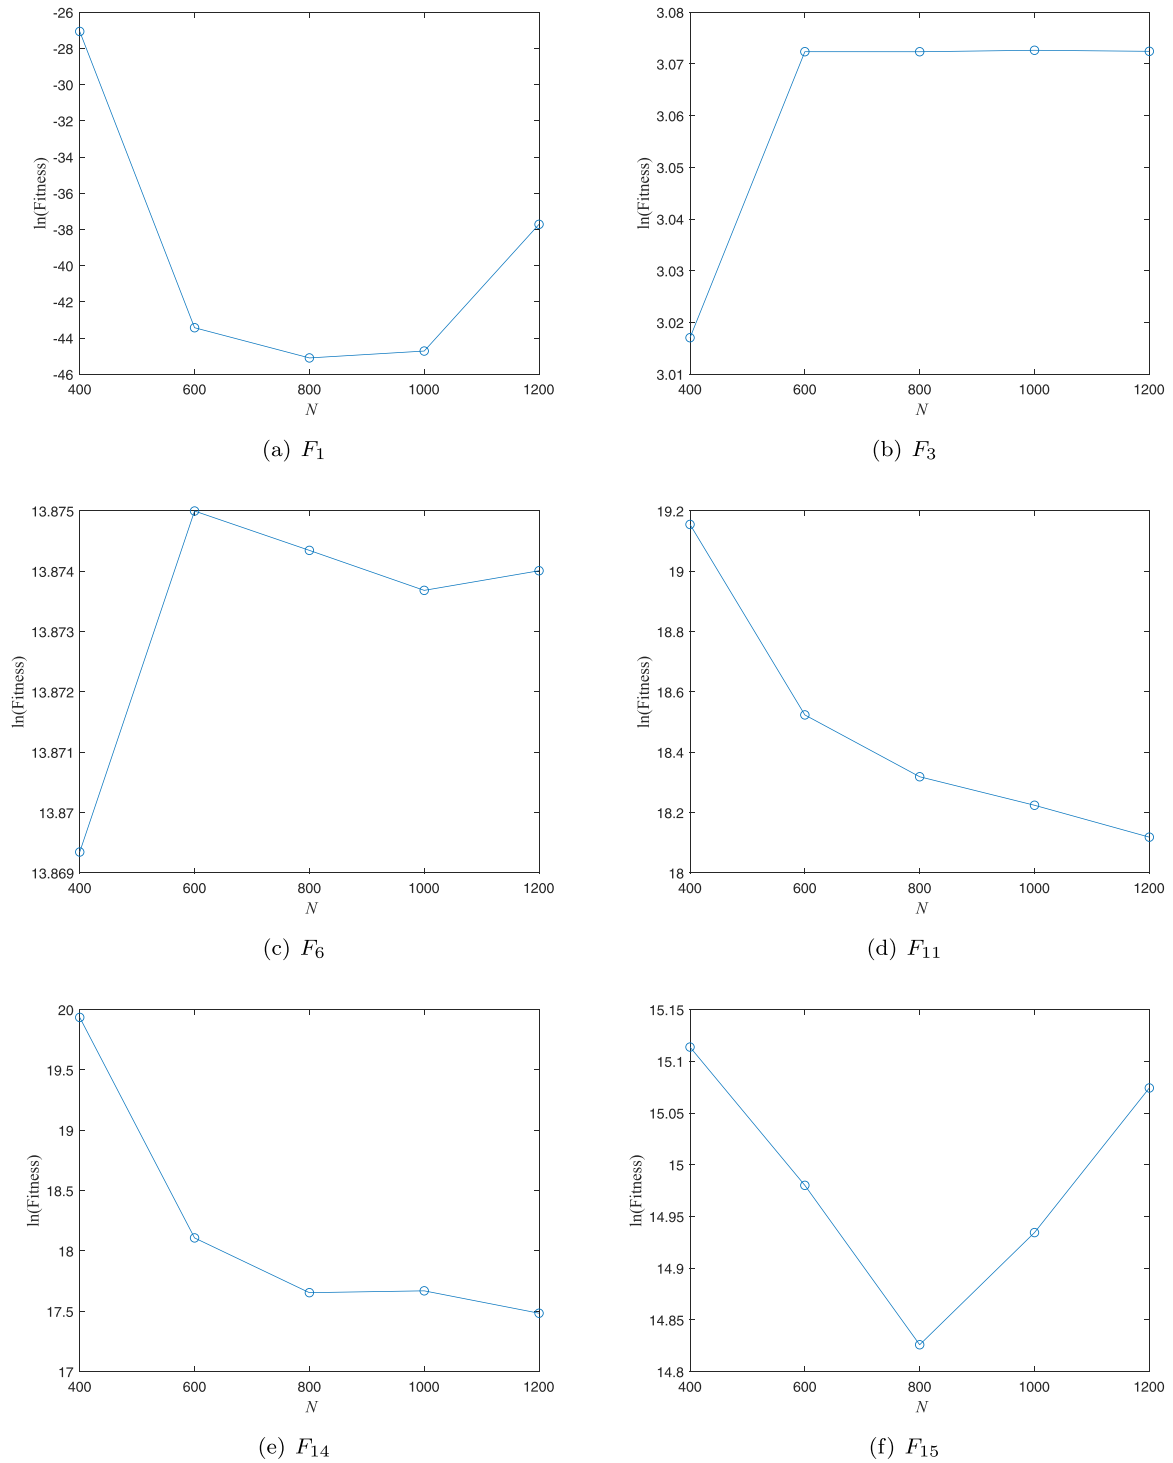 -26
-28
-30
-32
-34
-36
-38
-40
-42
-44
-46
ln(Fitness)
400 600 800 1000 1200
N
(a) F1
3.08
3.07
3.06
3.05
3.04
3.03
3.02
3.01
ln(Fitness)
400 600 800 1000 1200
N
(b) F3
13.875
13.874
13.873
13.872
13.871
13.87
13.869
ln(Fitness)
400 600 800 1000 1200
N
(c) F6
19.2
19
18.8
18.6
18.4
18.2
18
ln(Fitness)
400 600 800 1000 1200
N
(d) F11
20
19.5
19
18.5
18
17.5
17
ln(Fitness)
400 600 800 1000 1200
N
(e) F14
15.15
15.1
15.05
15
14.95
14.9
14.85
14.8
ln(Fitness)
400 600 800 1000 1200
N
(f) F15